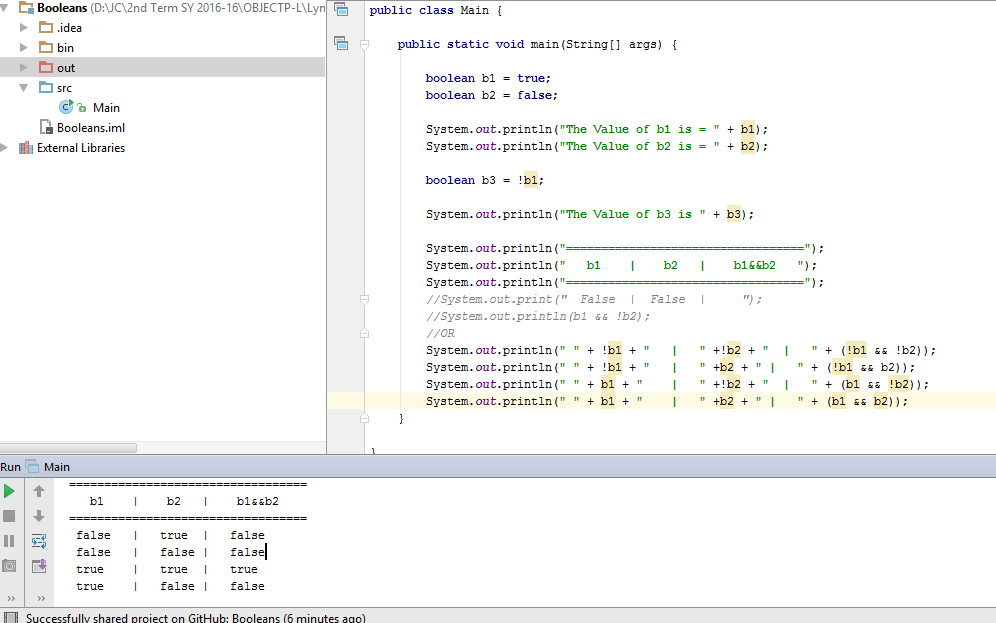 Booleans (D:\JC\2nd Term SY 2016-16\OBJECTP-L\Lyn
.idea
bin
out
src
Main
Booleans.iml
External Libraries
public class Main {
public static void main(String[] args) {
boolean b1 = true;
boolean b2 = false;
System.out.println("The Value of b1 is = " + b1);
System.out.println("The Value of b2 is = " + b2);
boolean b3 = !b1;
System.out.println("The Value of b3 is " + b3);
System.out.println("==================================");
System.out.println("   b1    |    b2   |    b1&&b2   ");
System.out.println("==================================");
//System.out.print("  False  |  False  |     ");
//System.out.println(b1 && !b2);
//OR
System.out.println(" " + !b1 + "   |   " +!b2 + "  |   " + (!b1 && !b2));
System.out.println(" " + !b1 + "   |   " +b2 + " |   " + (!b1 && b2));
System.out.println(" " + b1 + "    |   " +!b2 + "  |   " + (b1 && !b2));
System.out.println(" " + b1 + "    |   " +b2 + " |   " + (b1 && b2));
}
}
Run Main
==================================
b1    |    b2   |    b1&&b2
==================================
false   |   true  |   false
false   |   false |   false
true    |   true  |   true
true    |   false |   false
Successfully shared project on GitHub: Booleans (6 minutes ago)